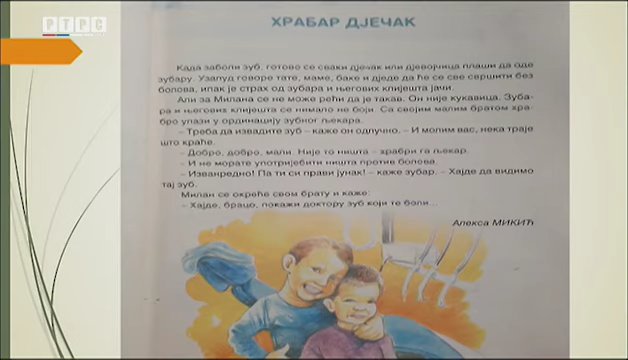 РТРС
ХРАБАР ДЈЕЧАК
Када заболи зуб, готово се сваки дјечак или дјевојчица плаши да оде
зубару. Узалуд говоре тате, маме, баке и дједе да ће се све свршити без
болова, ипак је страх од зубара и његових клијешта јачи.
Али за Милана се не може рећи да је такав. Он није кукавица. Зуба-
ра и његових клијешта се нимало не боји. Са својим малим братом хра-
бро улази у ординацију зубног љекара.
– Треба да извадите зуб – каже он одлучно. – И молим вас, нека траје
што краће.
– Добро, добро, мали. Није то ништа – храбри га љекар.
– И не морате употријебити ништа против болова.
– Изванредно! Па ти си прави јунак! – каже зубар. – Хајде да видимо
тај зуб.
Милан се окреће свом брату и каже:
– Хајде, брацо, покажи доктору зуб који те боли...
Алекса МИКИЋ